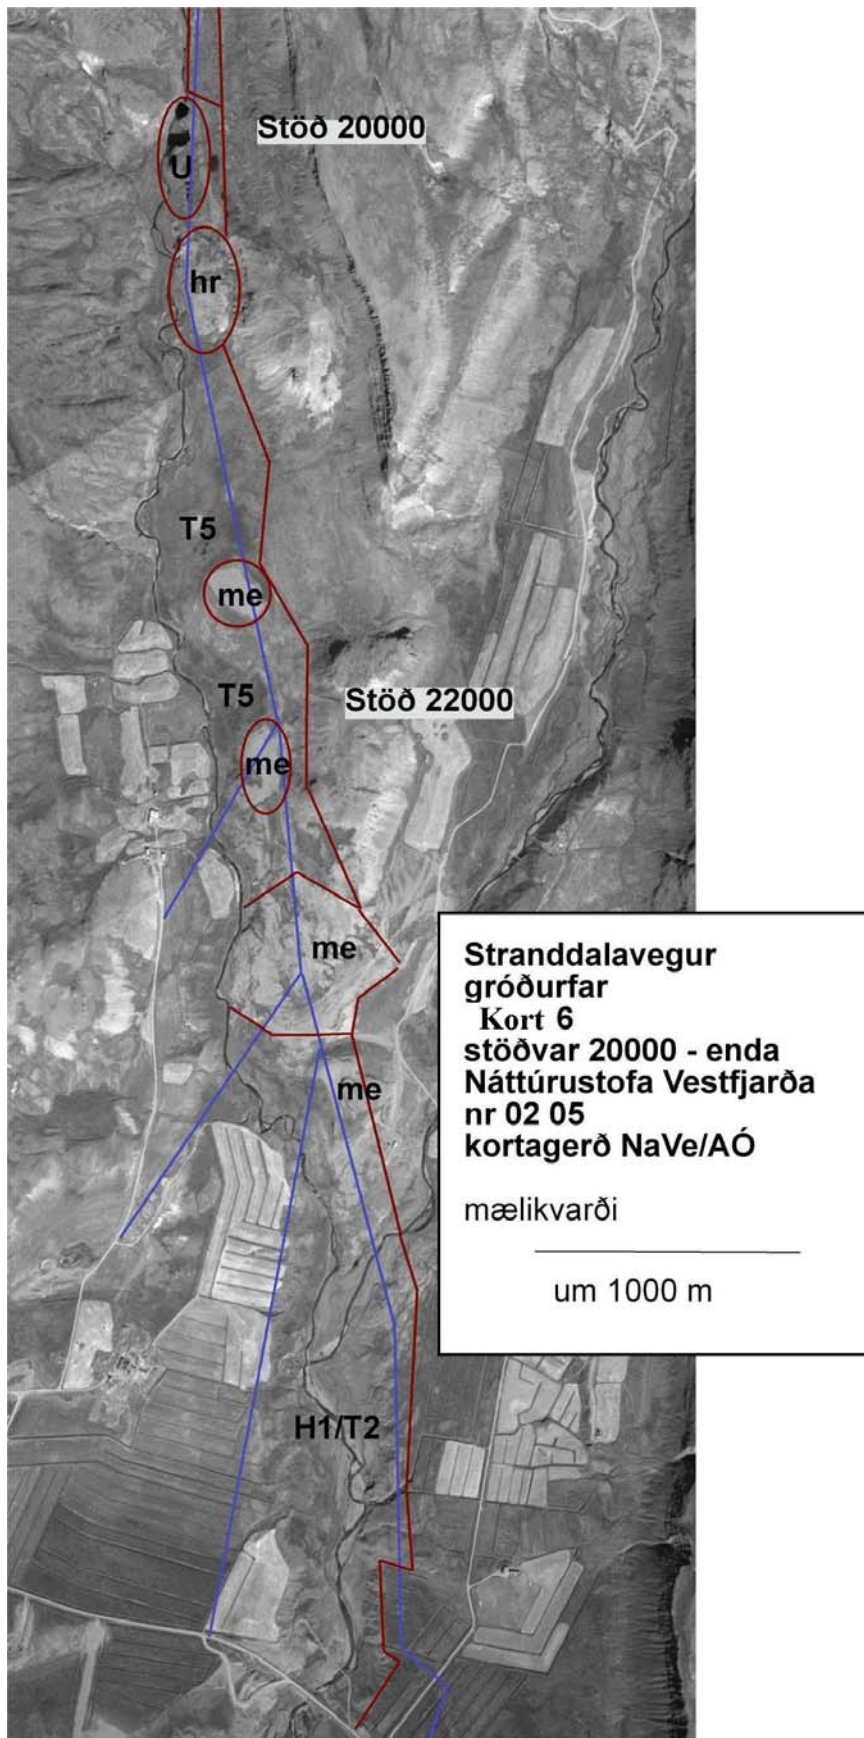 Stöð 20000
U
hr
T5
me
T5
Stöð 22000
me
me
Stranddalavegur
gróðurfar
Kort 6
stöðvar 20000 - enda
Náttúrustofa Vestfjarða
nr 02 05
kortagerð NaVe/AÓ
mælikvarði
um 1000 m
me
H1/T2